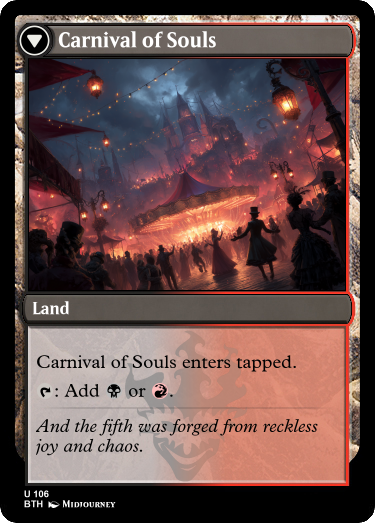 Carnival of Souls
Land
Carnival of Souls enters tapped.
: Add or .
And the fifth was forged from reckless
joy and chaos.
U 106
BTH Midjourney